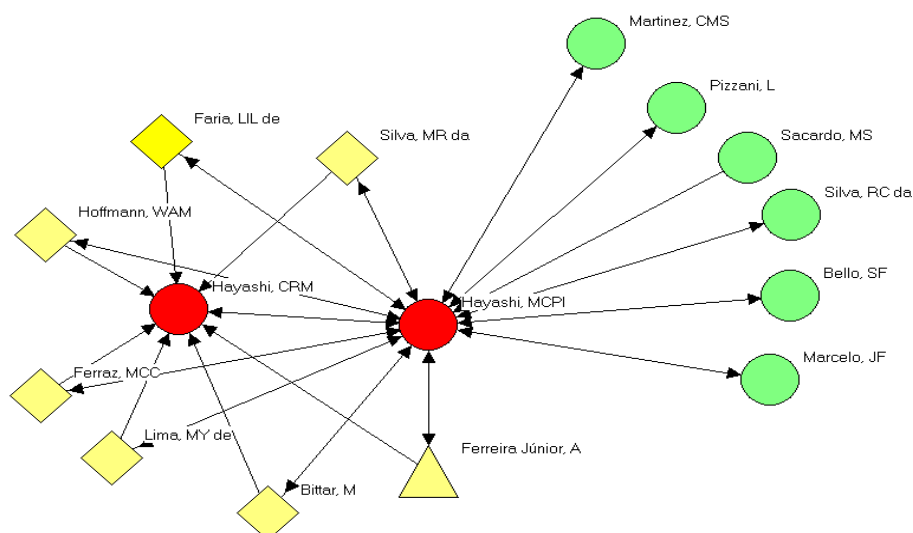 Martinez, CMS
Pizzani, L
Faria, LIL de
Silva, MR da
Sacardo, MS
Silva, RC da
Hoffmann, WAM
Bello, SF
Hayashi, CRM
Hayashi, MCPI
Marcelo, JF
Ferraz, MCC
Lima, MY de
Ferreira Júnior, A
Bittar, M